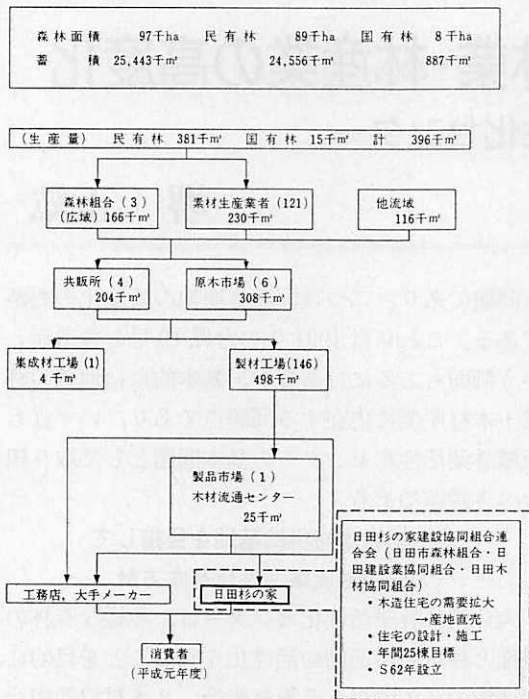 森林面積 97千ha 民有林 89千ha 国有林 8千ha
蓄積 25,443千㎥ 24,556千㎥ 887千㎥
(生産量) 民有林 381千㎥ 国有林 15千㎥ 計 396千㎥
森林組合(3)
(広域)166千㎥
素材生産業者(121)
230千㎥
他流域
116千㎥
共販所(4)
204千㎥
原木市場(6)
308千㎥
集成材工場(1)
4千㎥
製材工場(146)
498千㎥
製品市場(1)
木材流通センター
25千㎥
工務店、大手メーカー
日田杉の家
日田杉の家建設協同組合連
合会(日田市森林組合・日
田建設業協同組合・日田木
材協同組合)
・木造住宅の需要拡大
→産地直売
・住宅の設計・施工
・年間25棟目標
・S62年設立
消費者
(平成元年度)